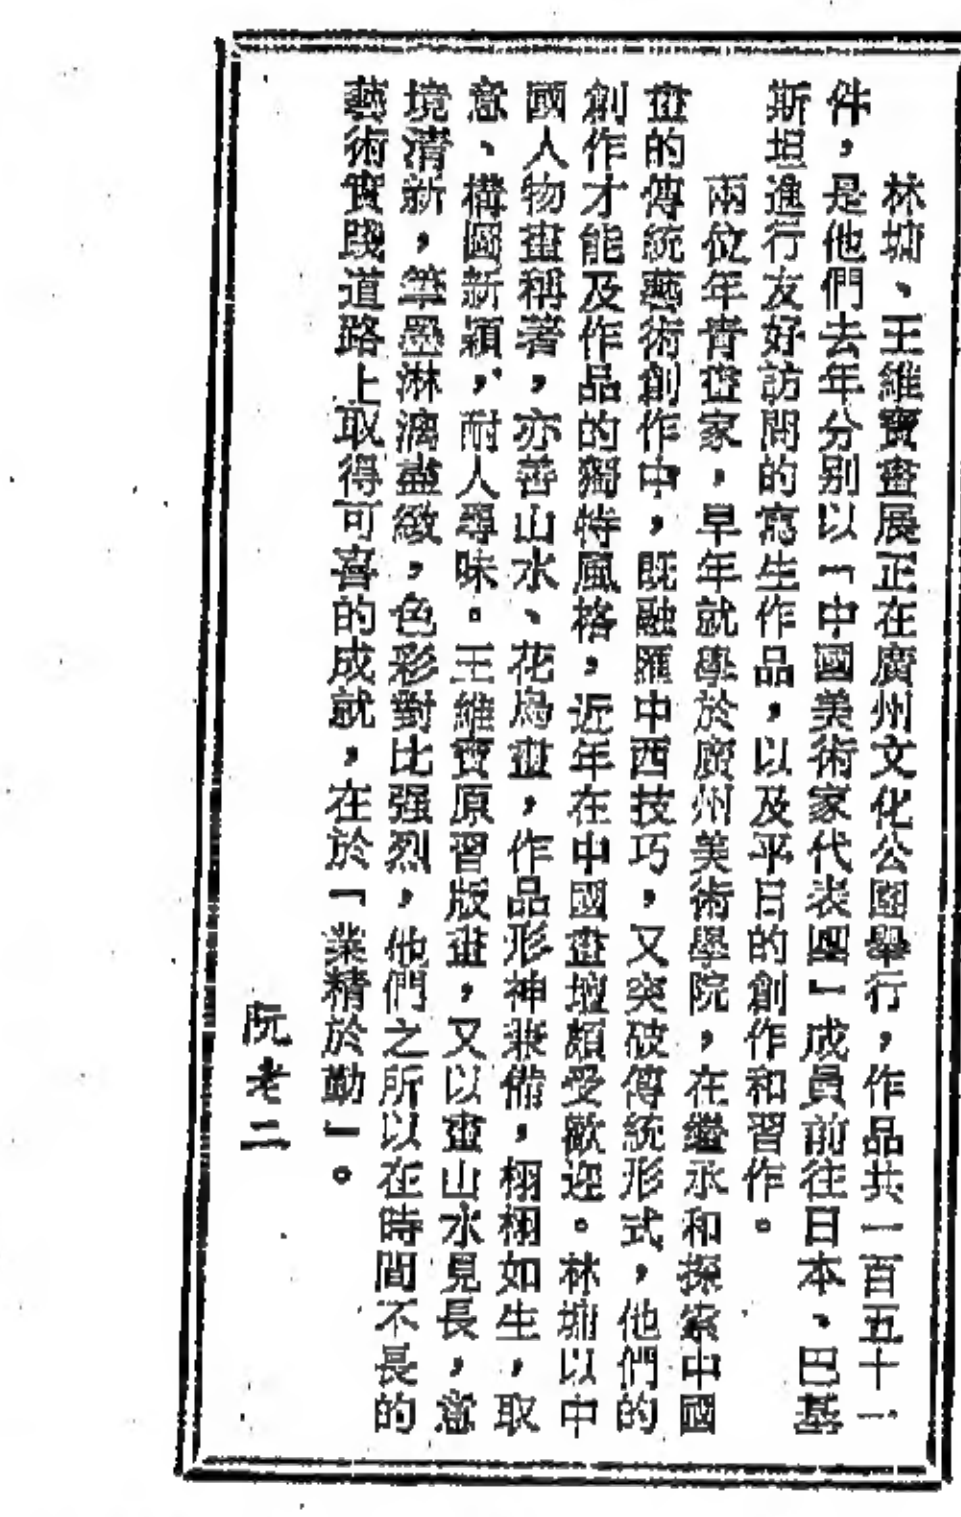 林墉、王維寶畫展正在廣州文化公園舉行，作品共一百五十一
件，是他們去年分别以「中國美術家代表團」成員前往日本、巴基
斯坦進行友好訪問的寫生作品，以及平日的創作和習作。
兩位年青畫家，早年就學於廣州美術學院，在繼承和探索中國
畫的傳統藝術創作中，既融匯中西技巧，又突破傳統形式，他們的
創作才能及作品的獨特風格，近年在中國畫壇頗受歡迎。林墉以中
國人物畫稱著，亦善山水、花鳥畫，作品形神兼備，栩栩如生，取
意、構圖新穎，耐人尋味。王維寶原習版畫，又以畫山水見長，意
境清新，筆墨淋漓盡緻，色彩對比强烈，他們之所以在時間不長的
藝術實踐道路上取得可喜的成就，在於「業精於勤」。
阮老二